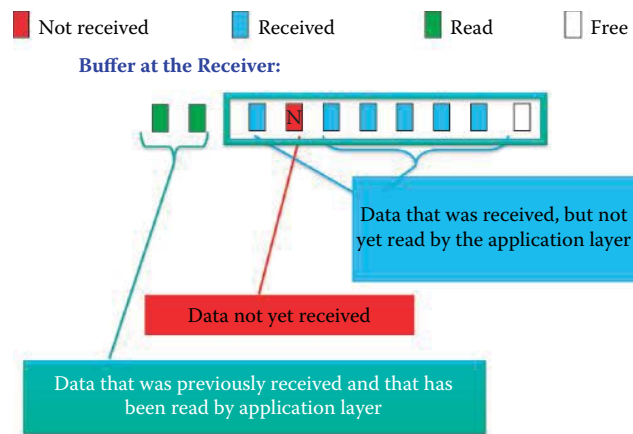 Not received Received Read Free
Buffer at the Receiver:
N
Data that was received, but not
yet read by the application layer
Data not yet received
Data that was previously received and that has
been read by application layer